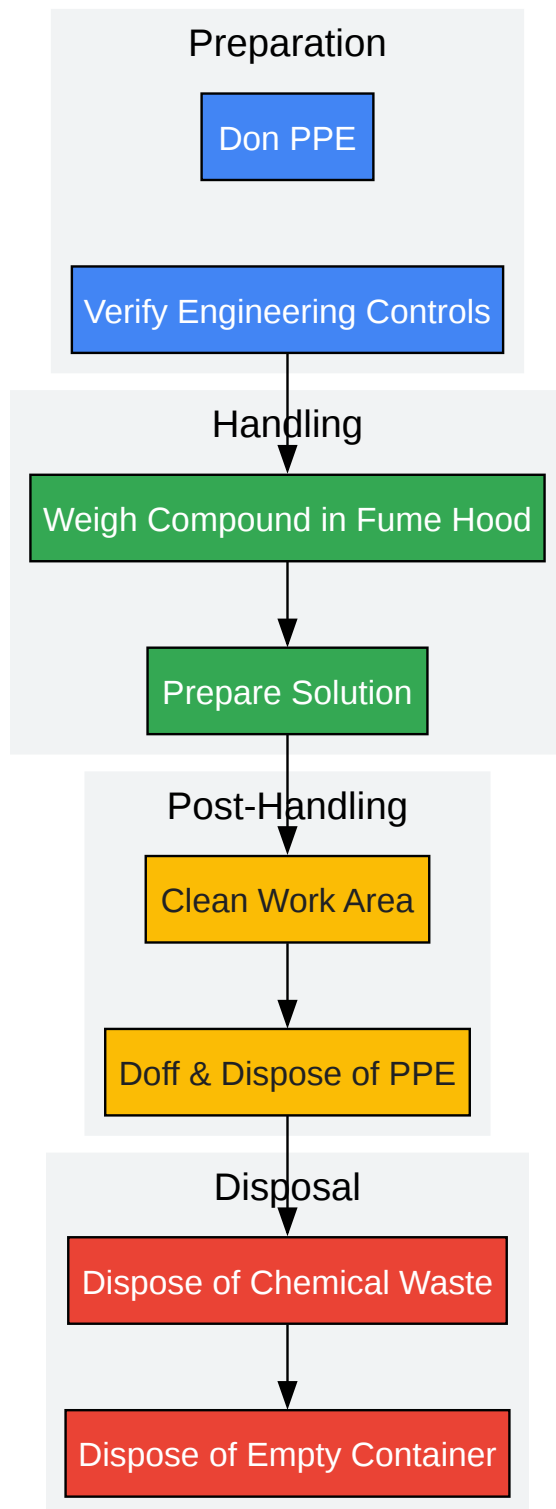 Preparation
Don PPE
Verify Engineering Controls
Handling
Weigh Compound in Fume Hood
Prepare Solution
Post-Handling
Clean Work Area
Doff & Dispose of PPE
Disposal
Dispose of Chemical Waste
Dispose of Empty Container